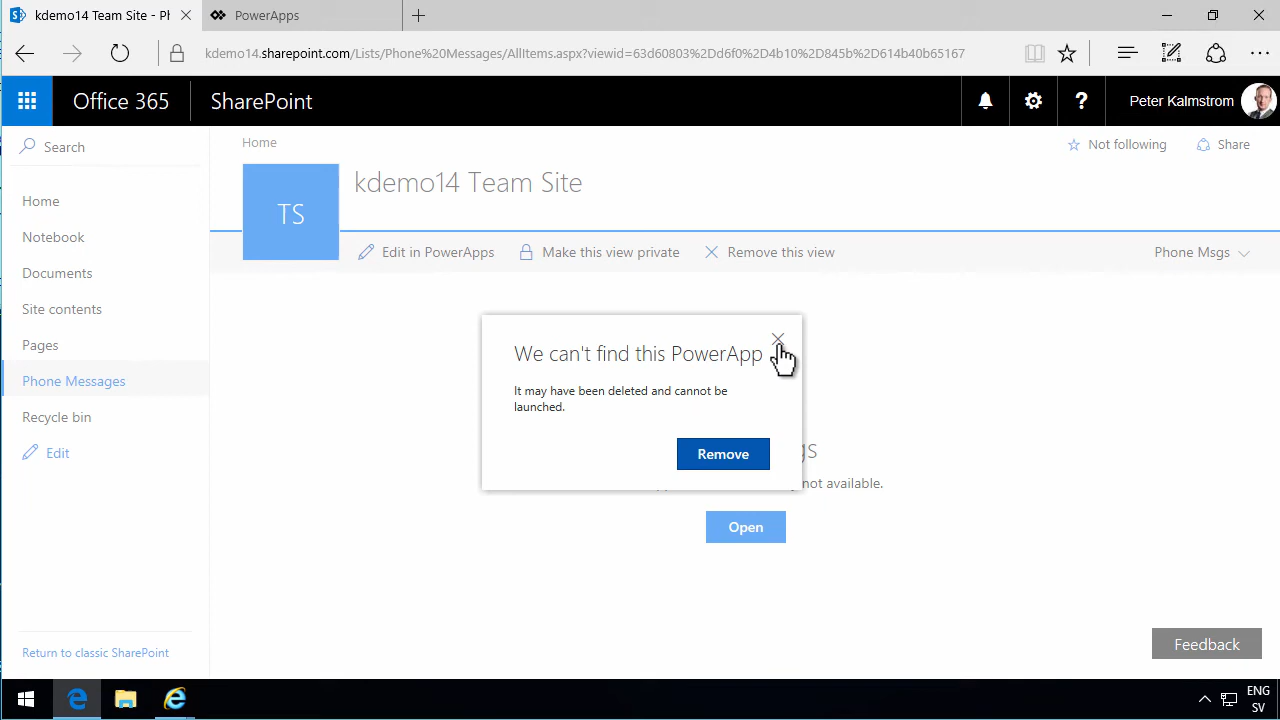 kdemo14 Team Site - Ph
PowerApps
kdemo14.sharepoint.com/Lists/Phone%20Messages/AllItems.aspx?viewid=63d60803%2Dd6f0%2D4b10%2D845b%2D614b40b65167
Office 365
SharePoint
?
Peter Kalmstrom
Search
Home
Not following
Share
TS
kdemo14 Team Site
Home
Notebook
Documents
Site contents
Pages
Phone Messages
Recycle bin
Edit
Edit in PowerApps
Make this view private
Remove this view
Phone Msgs
We can't find this PowerApp
It may have been deleted and cannot be
launched.
Remove
not available.
Open
Feedback
Return to classic SharePoint
ENG
SV